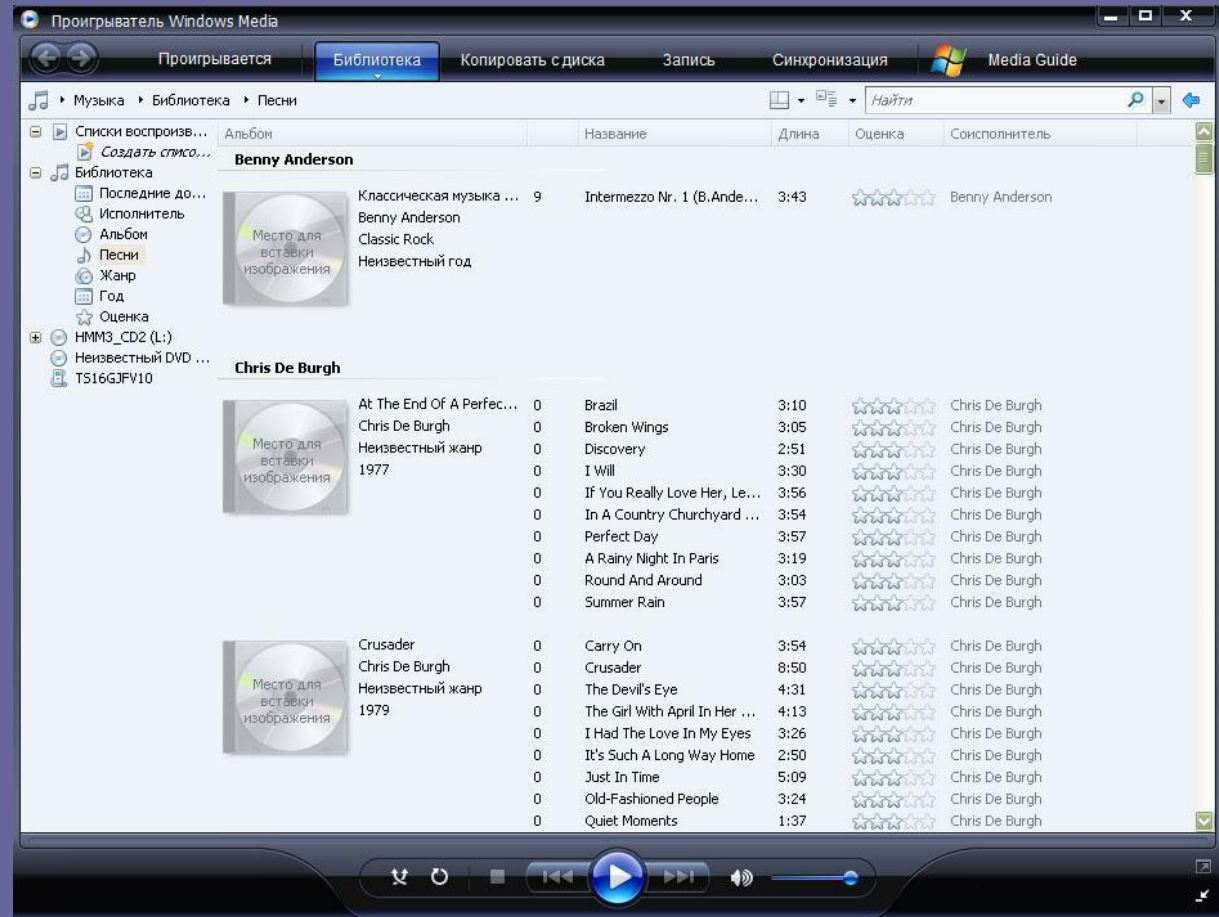 Проигрыватель Windows Media
Проигрывается Библиотека Копировать с диска Запись Синхронизация Media Guide
Музыка Библиотека Песни Найти
Списки воспроизв...
Создать списо...
Библиотека
Последние до...
Исполнитель
Альбом
Песни
Жанр
Год
Оценка
HMM3_CD2 (L:)
Неизвестный DVD ...
TS16GJFV10
Альбом Название Длина Оценка Соисполнитель
Benny Anderson
Место для вставки изображения
Классическая музыка ... 9 Intermezzo Nr. 1 (B.Ande... 3:43 Benny Anderson
Benny Anderson
Classic Rock
Неизвестный год
Chris De Burgh
Место для вставки изображения
At The End Of A Perfec... 0 Brazil 3:10 Chris De Burgh
Chris De Burgh 0 Broken Wings 3:05 Chris De Burgh
Неизвестный жанр 0 Discovery 2:51 Chris De Burgh
1977 0 I Will 3:30 Chris De Burgh
0 If You Really Love Her, Le... 3:56 Chris De Burgh
0 In A Country Churchyard ... 3:54 Chris De Burgh
0 Perfect Day 3:57 Chris De Burgh
0 A Rainy Night In Paris 3:19 Chris De Burgh
0 Round And Around 3:03 Chris De Burgh
0 Summer Rain 3:57 Chris De Burgh
Место для вставки изображения
Crusader 0 Carry On 3:54 Chris De Burgh
Chris De Burgh 0 Crusader 8:50 Chris De Burgh
Неизвестный жанр 0 The Devil's Eye 4:31 Chris De Burgh
1979 0 The Girl With April In Her ... 4:13 Chris De Burgh
0 I Had The Love In My Eyes 3:26 Chris De Burgh
0 It's Such A Long Way Home 2:50 Chris De Burgh
0 Just In Time 5:09 Chris De Burgh
0 Old-Fashioned People 3:24 Chris De Burgh
0 Quiet Moments 1:37 Chris De Burgh